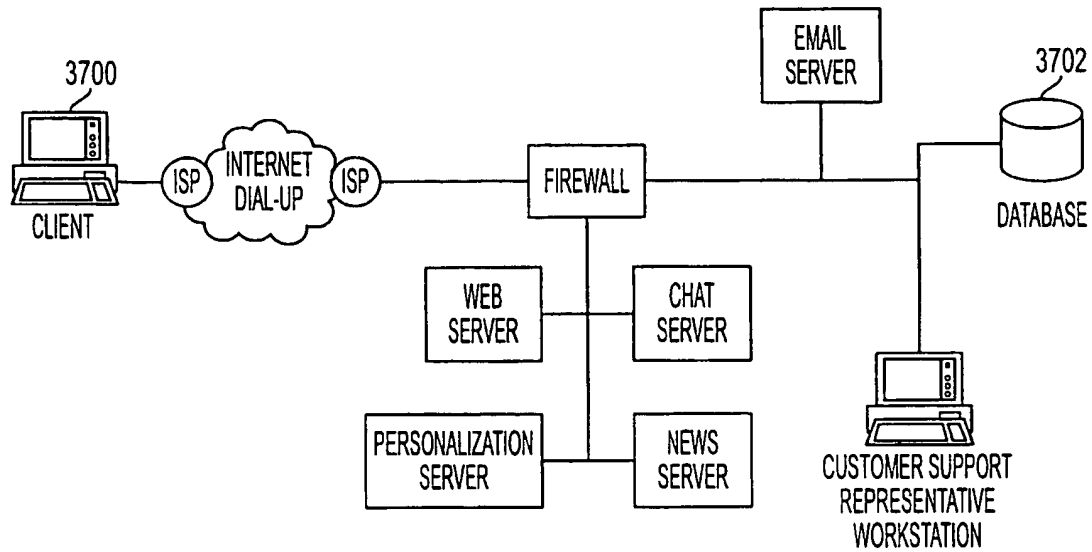 3700
CLIENT
ISP
INTERNET
DIAL-UP
ISP
FIREWALL
EMAIL
SERVER
3702
DATABASE
WEB
SERVER
CHAT
SERVER
PERSONALIZATION
SERVER
NEWS
SERVER
CUSTOMER SUPPORT
REPRESENTATIVE
WORKSTATION